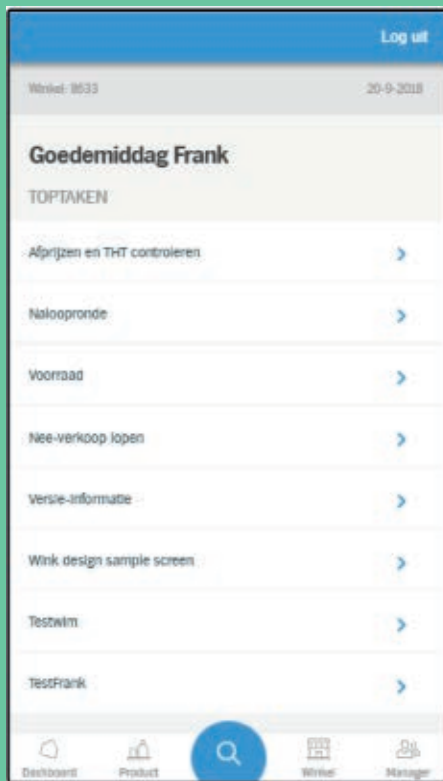 Log uit
Winkel: 8633 20-9-2018
Goedemiddag Frank
TOPTAKEN
Afprijzen en THT controleren
Naloopronde
Voorraad
Nee-verkoop lopen
Versie-informatie
Wink design sample screen
Testwim
TestFrank
Dashboard Product Winkel Manager